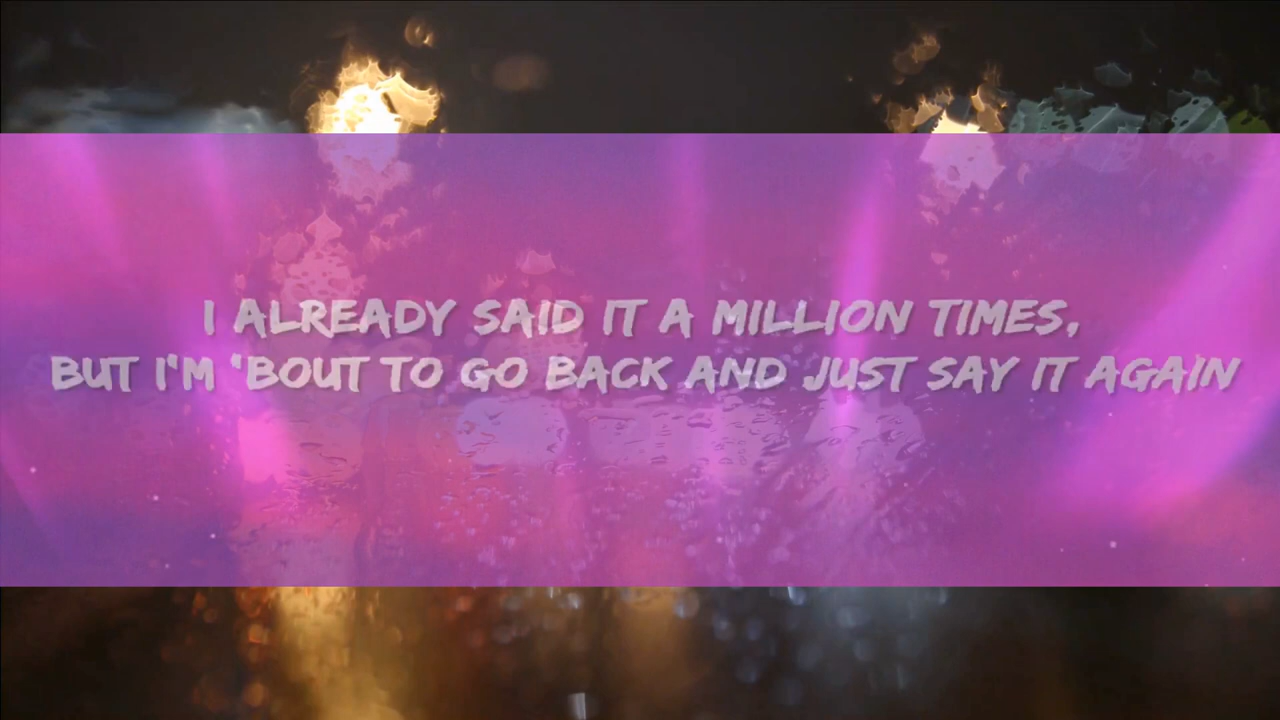 I ALREADY SAID IT A MILLION TIMES,
BUT I'M 'BOUT TO GO BACK AND JUST SAY IT AGAIN